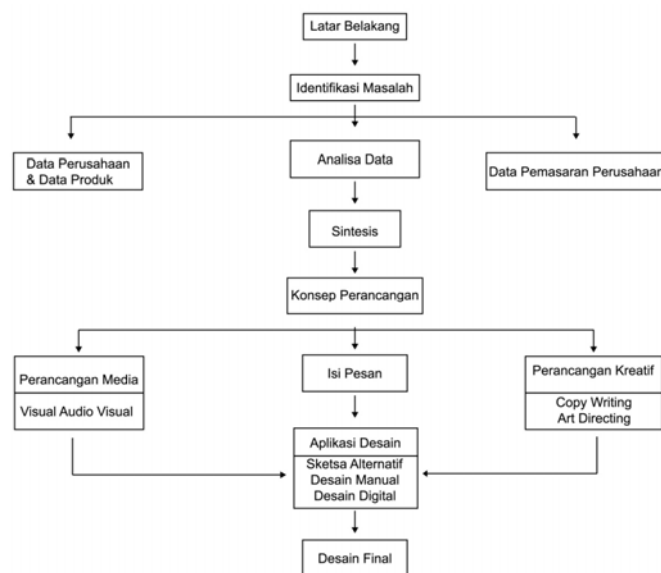 Latar Belakang
Identifikasi Masalah
Data Perusahaan
& Data Produk
Analisa Data
Data Pemasaran Perusahaan
Sintesis
Konsep Perancangan
Perancangan Media
Visual Audio Visual
Isi Pesan
Perancangan Kreatif
Copy Writing
Art Directing
Aplikasi Desain
Sketsa Alternatif
Desain Manual
Desain Digital
Desain Final